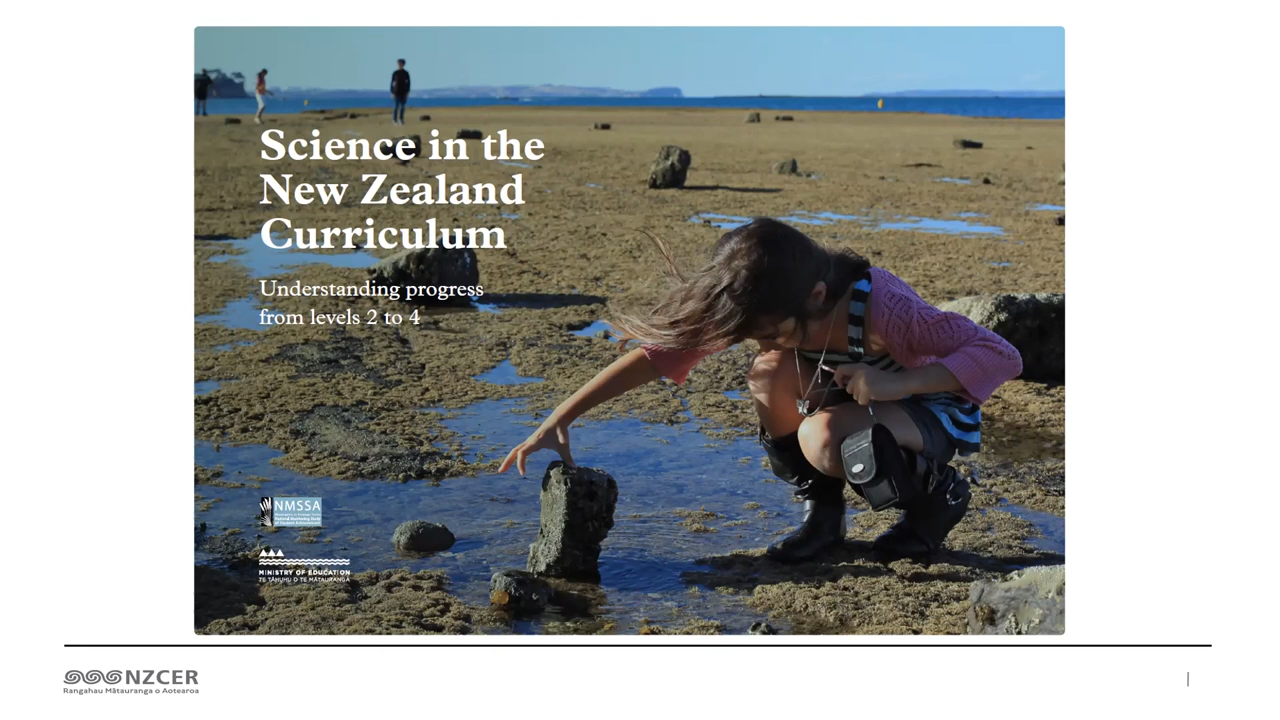 Science in the
New Zealand
Curriculum
Understanding progress
from levels 2 to 4
NMSSA
MINISTRY OF EDUCATION
TE TĀHUHU O TE MĀTAURANGA
NZCER
Rangahau Mātauranga o Aotearoa